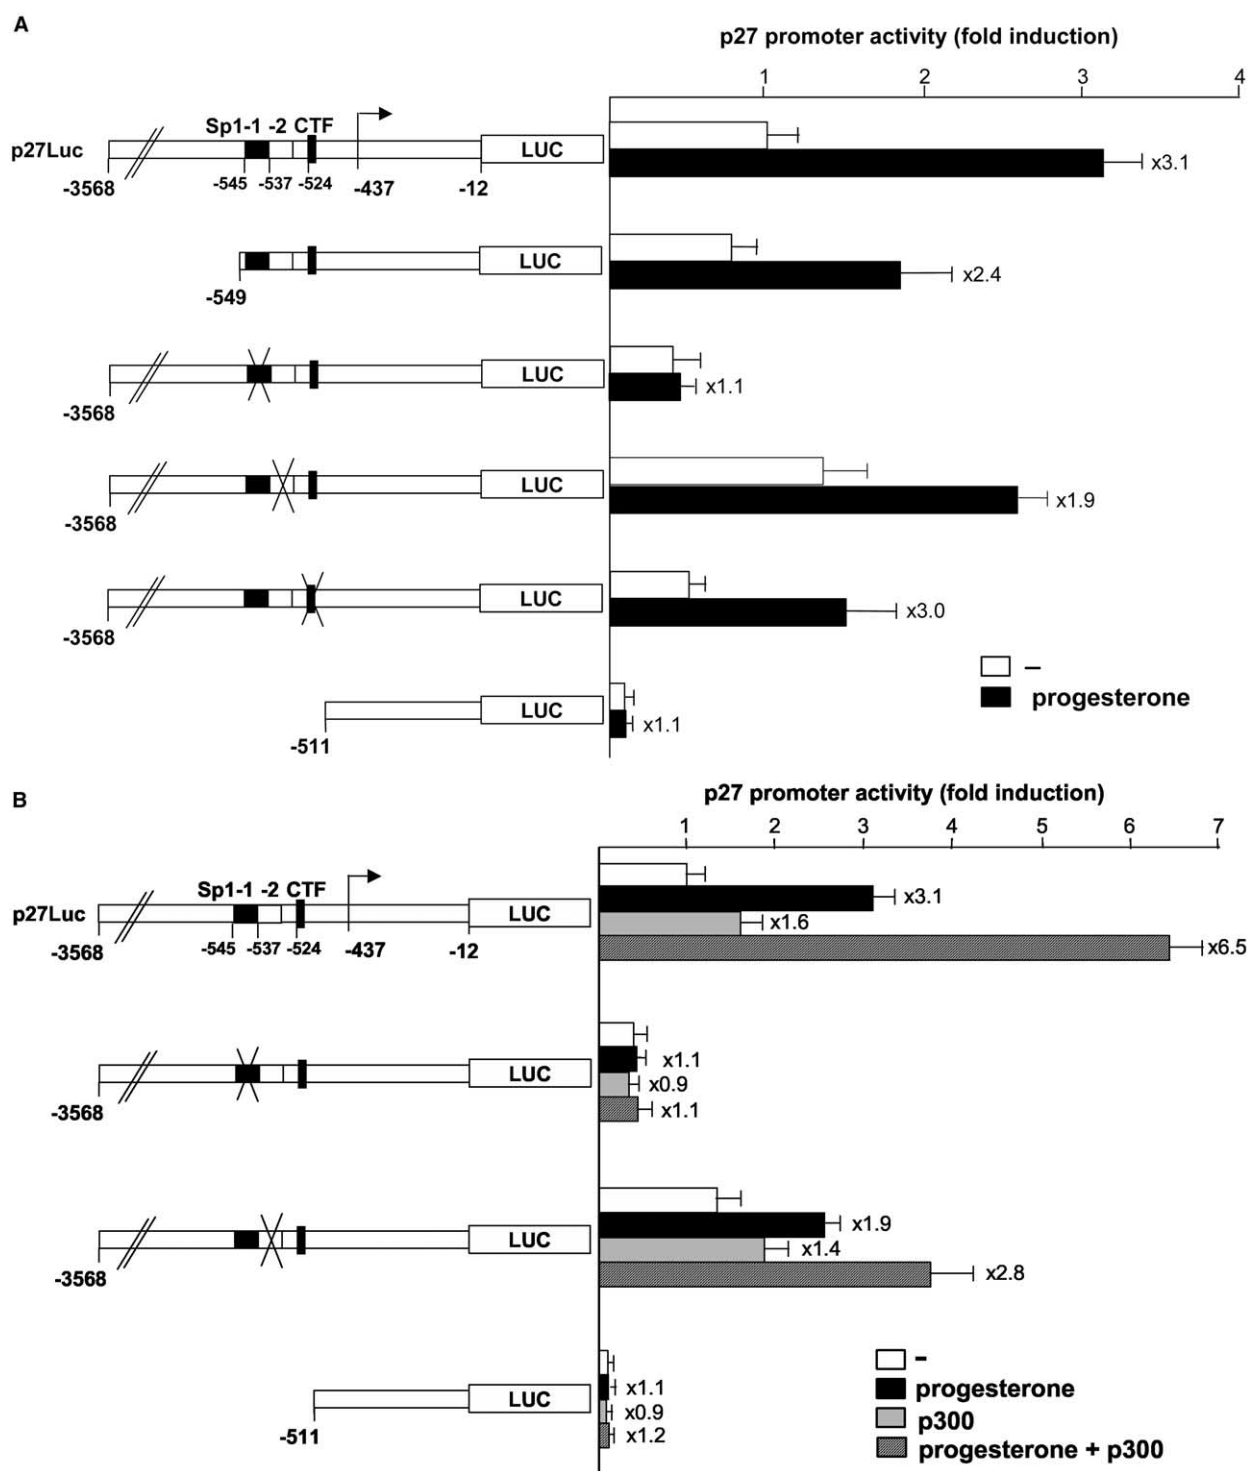 A
p27 promoter activity (fold induction)
1 2 3 4
Sp1-1 -2 CTF
p27Luc LUC x3.1
-3568 -545 -537 -524 -437 -12
LUC x2.4
-549
LUC x1.1
-3568
LUC x1.9
-3568
LUC x3.0
-3568
–
progesterone
LUC x1.1
-511
B
p27 promoter activity (fold induction)
1 2 3 4 5 6 7
Sp1-1 -2 CTF
x3.1
p27Luc LUC x1.6
-3568 -545 -537 -524 -437 -12 x6.5
x1.1
LUC x0.9
-3568 x1.1
x1.9
LUC x1.4
-3568 x2.8
-
x1.1 progesterone
LUC x0.9 p300
-511 x1.2 progesterone + p300